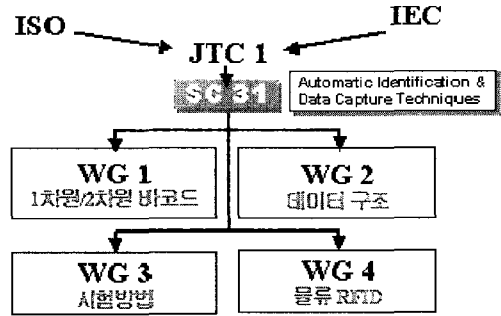 ISO
IEC
JTC 1
SC 31
Automatic Identification &
Data Capture Techniques
WG 1
1차원/2차원 바코드
WG 2
데이터 구조
WG 3
시험방법
WG 4
물류 RFID